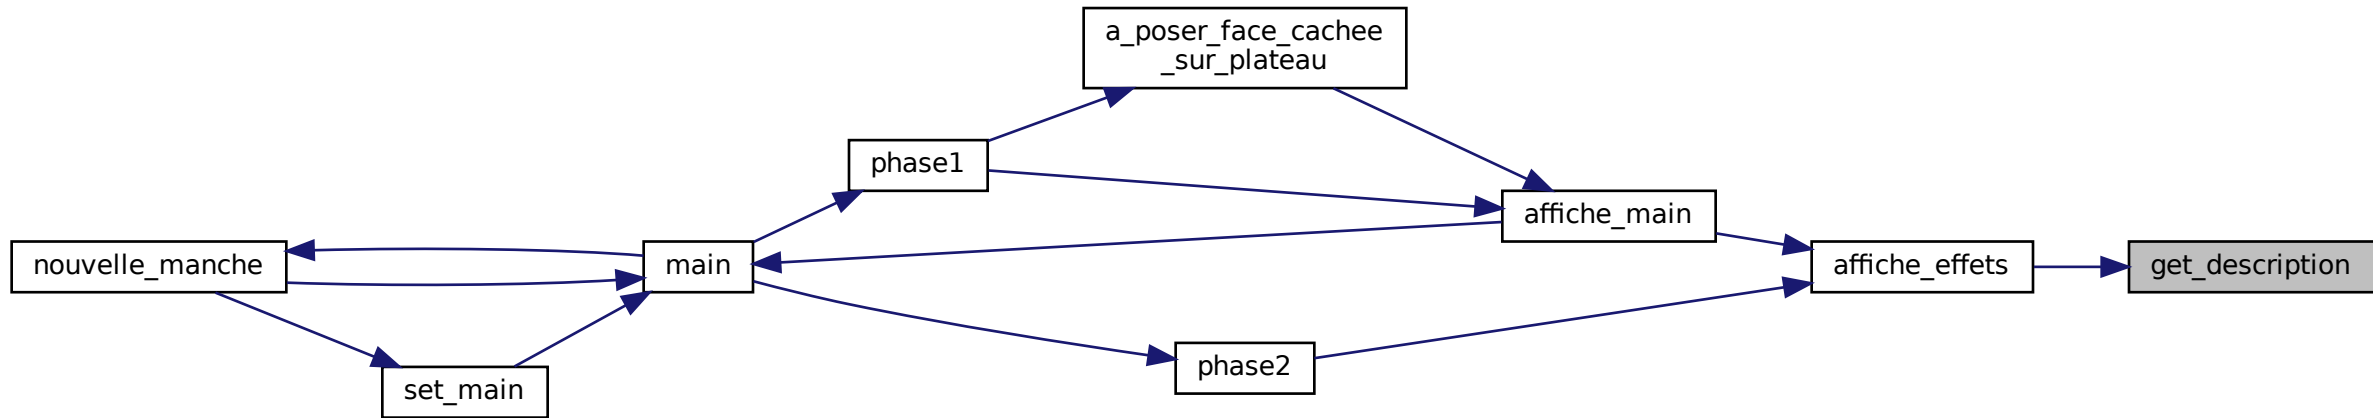 a_poser_face_cachee
_sur_plateau
phase1
affiche_main
nouvelle_manche
main
affiche_effets
get_description
phase2
set_main